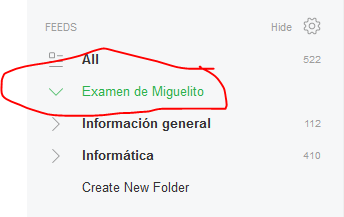 FEEDS Hide
All 522
Examen de Miguelito
Información general 112
Informática 410
Create New Folder